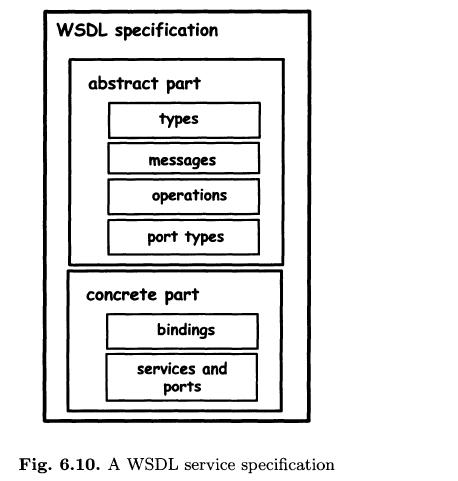 WSDL specification
abstract part
types
messages
operations
port types
concrete part
bindings
services and
ports
Fig. 6.10. A WSDL service specification